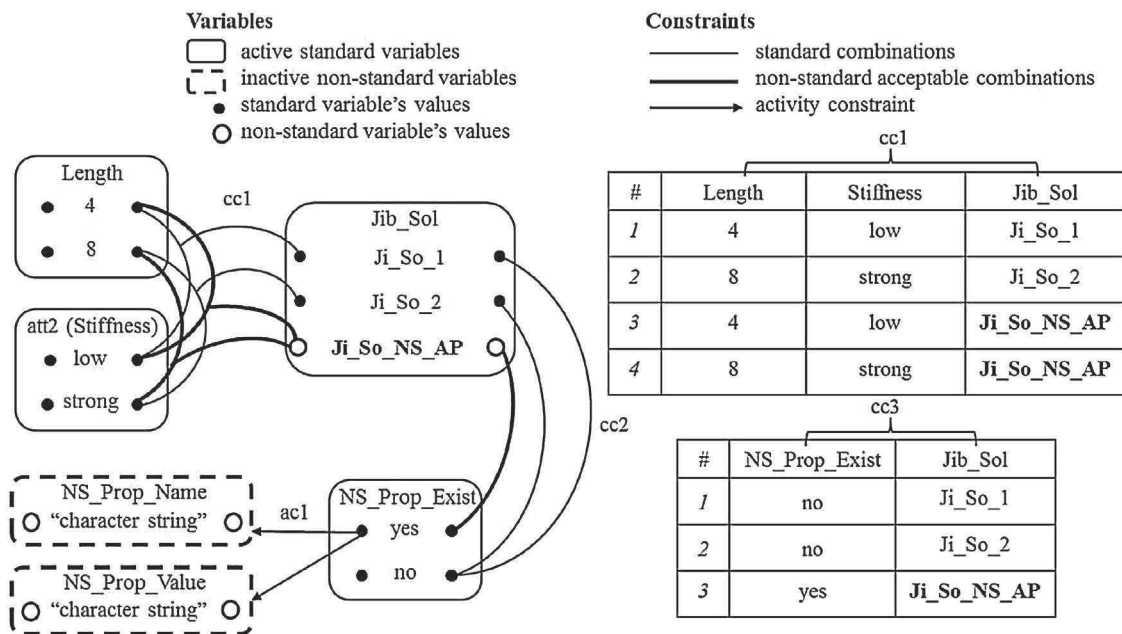 Variables
active standard variables
inactive non-standard variables
standard variable's values
non-standard variable's values
Constraints
standard combinations
non-standard acceptable combinations
activity constraint
Length
4
8
att2 (Stiffness)
low
strong
cc1
Jib_Sol
Ji_So_1
Ji_So_2
Ji_So_NS_AP
cc2
NS_Prop_Exist
yes
no
ac1
NS_Prop_Name
"character string"
NS_Prop_Value
"character string"
cc1
# Length Stiffness Jib_Sol
1 4 low Ji_So_1
2 8 strong Ji_So_2
3 4 low Ji_So_NS_AP
4 8 strong Ji_So_NS_AP
cc3
# NS_Prop_Exist Jib_Sol
1 no Ji_So_1
2 no Ji_So_2
3 yes Ji_So_NS_AP